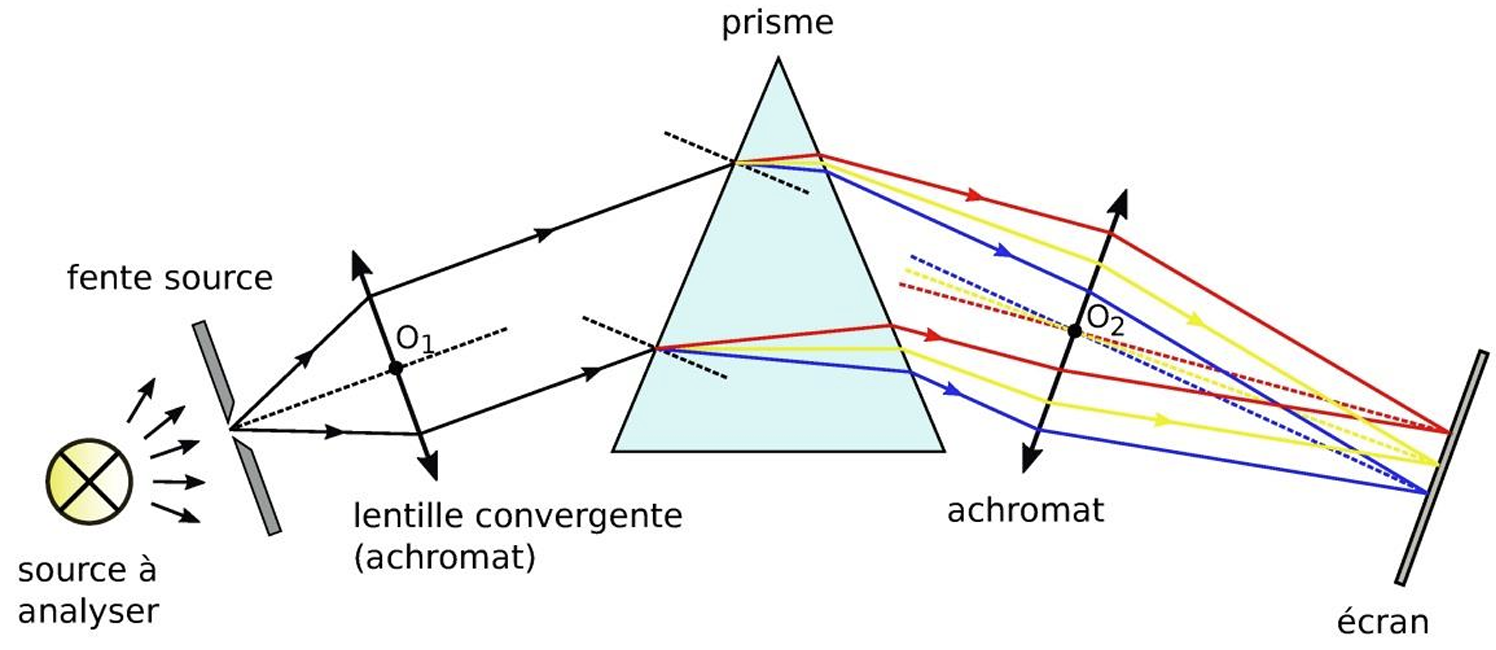 prisme
fente source
O1
O2
lentille convergente
(achromat)
achromat
source à
analyser
écran